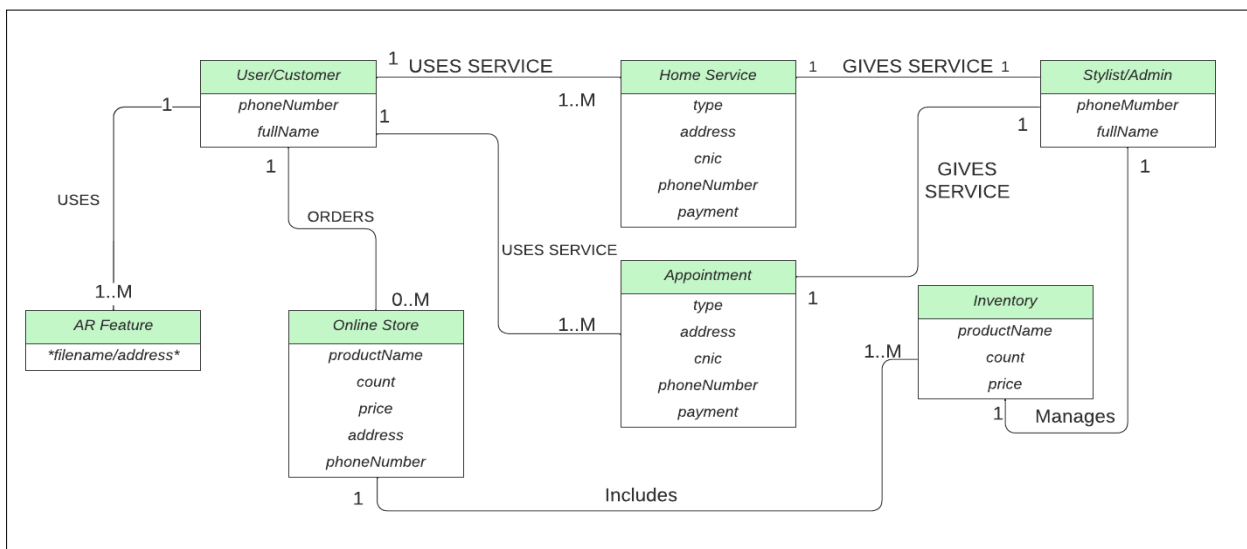 1
USES SERVICE
1..M
1
GIVES SERVICE
1
User/Customer
phoneNumber
fullName
Home Service
type
address
cnic
phoneNumber
payment
Stylist/Admin
phoneMumber
fullName
1
1
1
1
1
USES
ORDERS
USES SERVICE
GIVES
SERVICE
1..M
AR Feature
*filename/address*
0..M
Online Store
productName
count
price
address
phoneNumber
1
1..M
Appointment
type
address
cnic
phoneNumber
payment
1
1..M
Inventory
productName
count
price
1
Manages
Includes